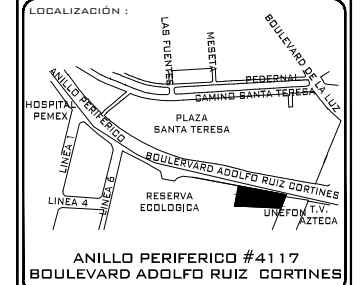 LOCALIZACIÓN :
LAS FUENTES
MESETA
BOULEVARD DE LA LUZ
ANILLO PERIFERICO
PEDERNAL
CAMINO SANTA TERESA
HOSPITAL
PEMEX
PLAZA
SANTA TERESA
LINEA 1
BOULERVARD ADOLFO RUIZ CORTINES
LINEA 4
LINEA 6
RESERVA
ECOLOGICA
UNEFON
T.V.
AZTECA
ANILLO PERIFERICO #4117
BOULEVARD ADOLFO RUIZ CORTINES